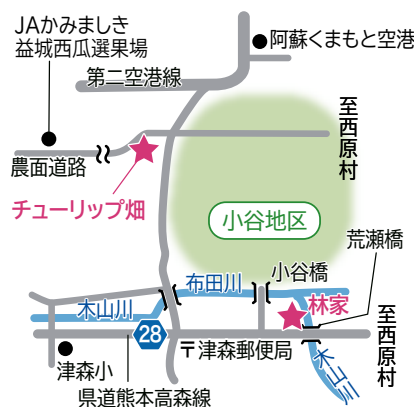 JAかみましき
益城西瓜選果場
阿蘇くまもと空港
第二空港線
至西原村
農面道路
チューリップ畑
小谷地区
荒瀬橋
布田川
小谷橋
木山川
林家
至西原村
28
〒津森郵便局
木山川
津森小
県道熊本高森線